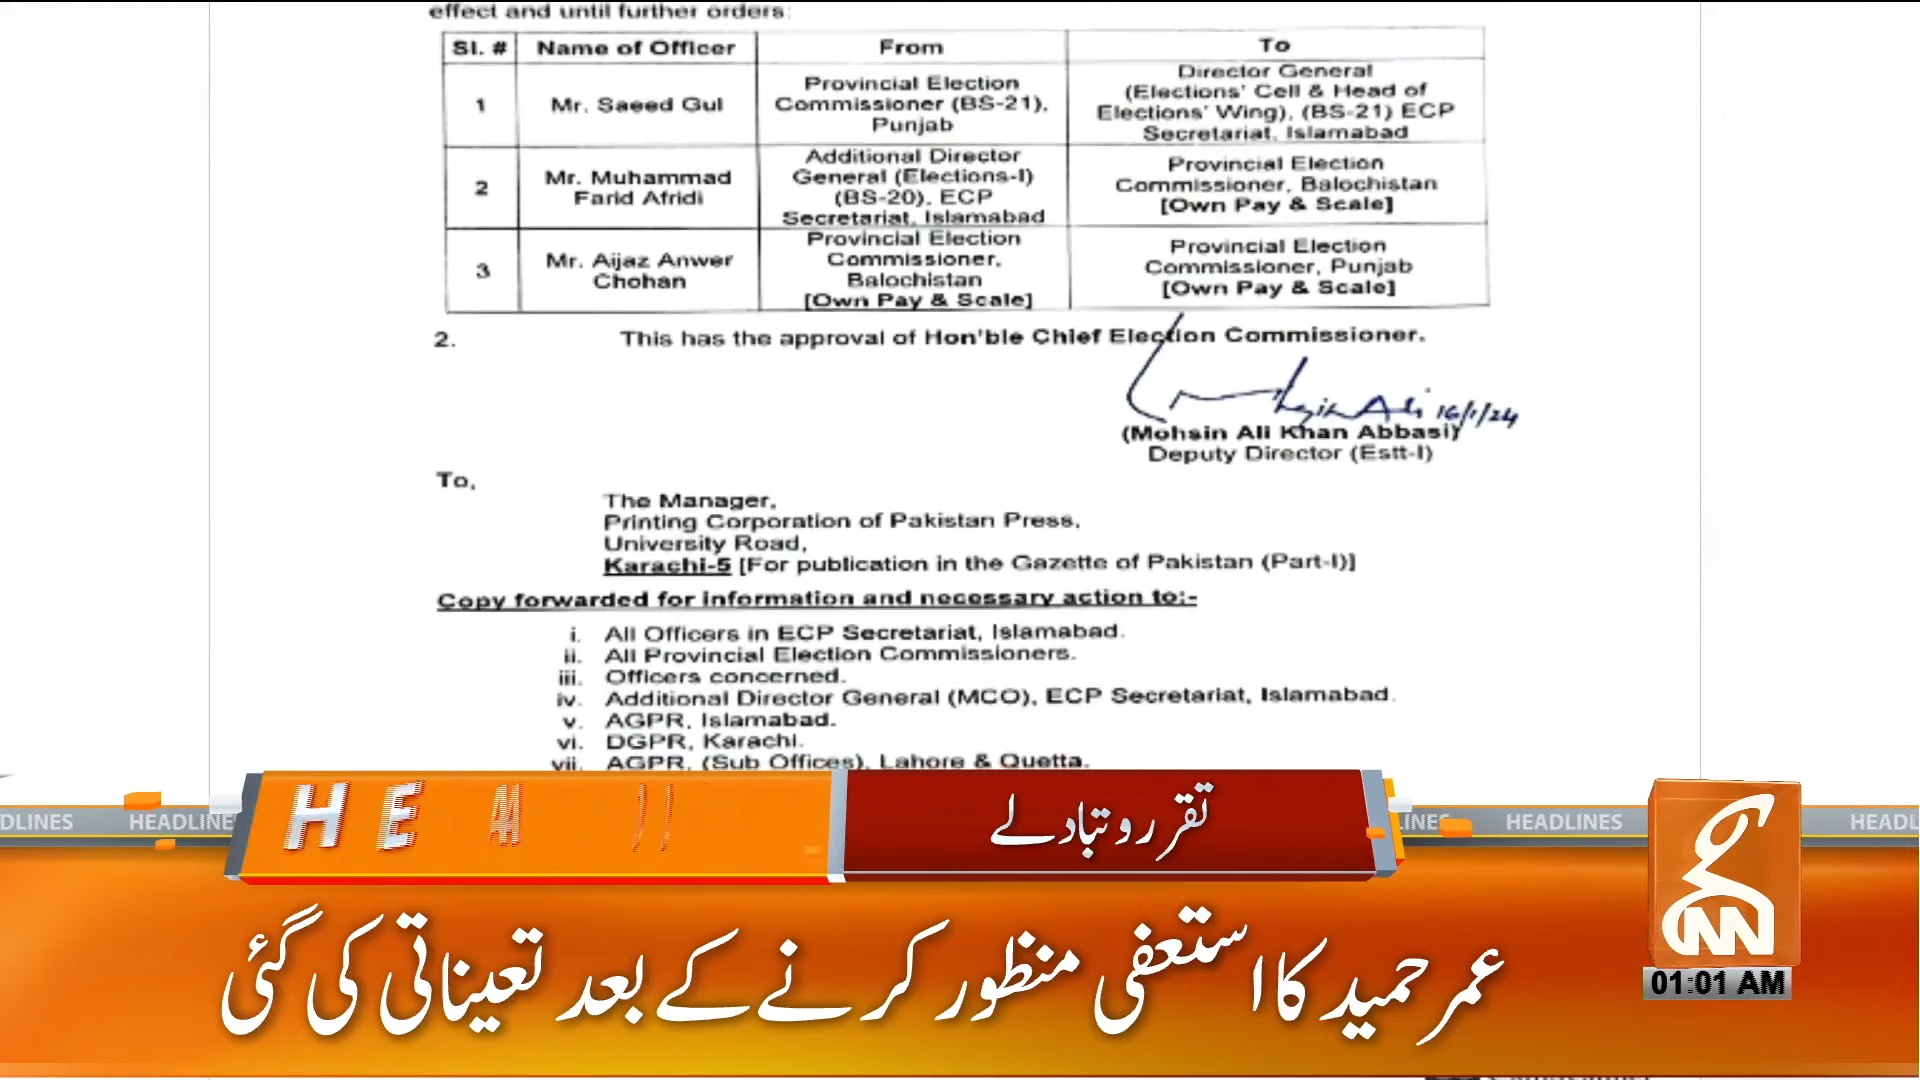 effect and until further orders:
Sl. # Name of Officer From To
1 Mr. Saeed Gul Provincial Election Commissioner (BS-21), Punjab Director General (Elections' Cell & Head of Elections' Wing), (BS-21) ECP Secretariat, Islamabad
2 Mr. Muhammad Farid Afridi Additional Director General (Elections-I) (BS-20), ECP Secretariat, Islamabad Provincial Election Commissioner, Balochistan [Own Pay & Scale]
3 Mr. Aijaz Anwer Chohan Provincial Election Commissioner, Balochistan [Own Pay & Scale] Provincial Election Commissioner, Punjab [Own Pay & Scale]
2. This has the approval of Hon'ble Chief Election Commissioner.
16/1/24
(Mohsin Ali Khan Abbasi)
Deputy Director (Estt-I)
To,
The Manager,
Printing Corporation of Pakistan Press,
University Road,
Karachi-5 [For publication in the Gazette of Pakistan (Part-I)]
Copy forwarded for information and necessary action to:-
i. All Officers in ECP Secretariat, Islamabad.
ii. All Provincial Election Commissioners.
iii. Officers concerned.
iv. Additional Director General (MCO), ECP Secretariat, Islamabad.
v. AGPR, Islamabad.
vi. DGPR, Karachi.
vii. AGPR, (Sub Offices), Lahore & Quetta.
DLINES HEADLINE HEA تقرر و تبادلے LINES HEADLINES HEADL
GNN
عمر حمید کا استعفی منظور کرنے کے بعد تعیناتی کی گئی
01:01 AM